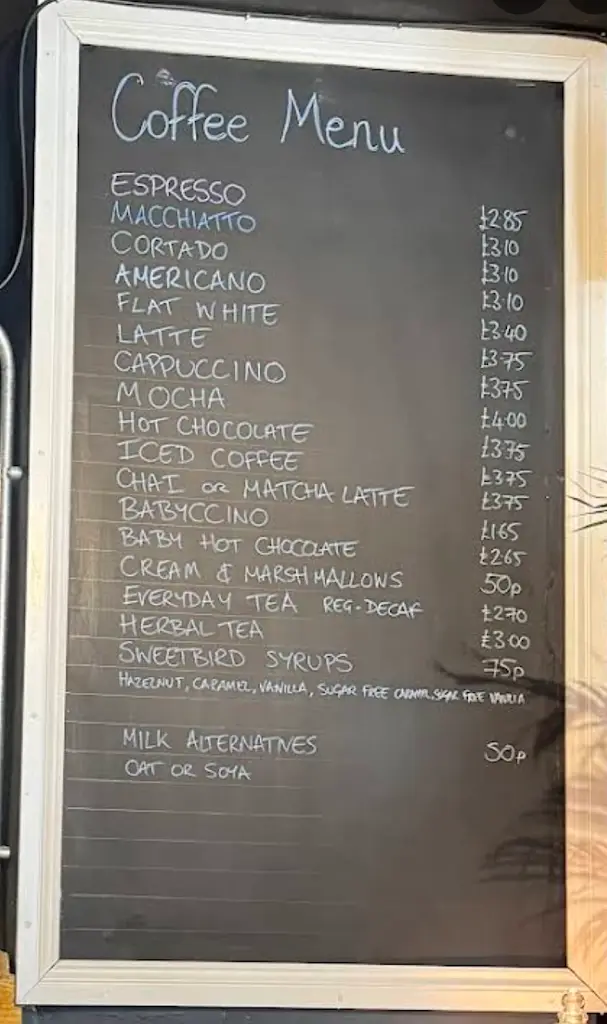 Coffee Menu
ESPRESSO £2.85
MACCHIATTO £3.10
CORTADO £3.10
AMERICANO £3.10
FLAT WHITE £3.40
LATTE £3.75
CAPPUCCINO £3.75
MOCHA £4.00
HOT CHOCOLATE £3.75
ICED COFFEE £3.75
CHAI OR MATCHA LATTE £3.75
BABYCCINO £1.65
BABY HOT CHOCOLATE £2.65
CREAM & MARSHMALLOWS 50p
EVERYDAY TEA REG-DECAF £2.70
HERBAL TEA £3.00
SWEETBIRD SYRUPS 75p
HAZELNUT, CARAMEL, VANILLA, SUGAR FREE CARAMEL, SUGAR FREE VANILLA
MILK ALTERNATIVES 50p
OAT OR SOYA